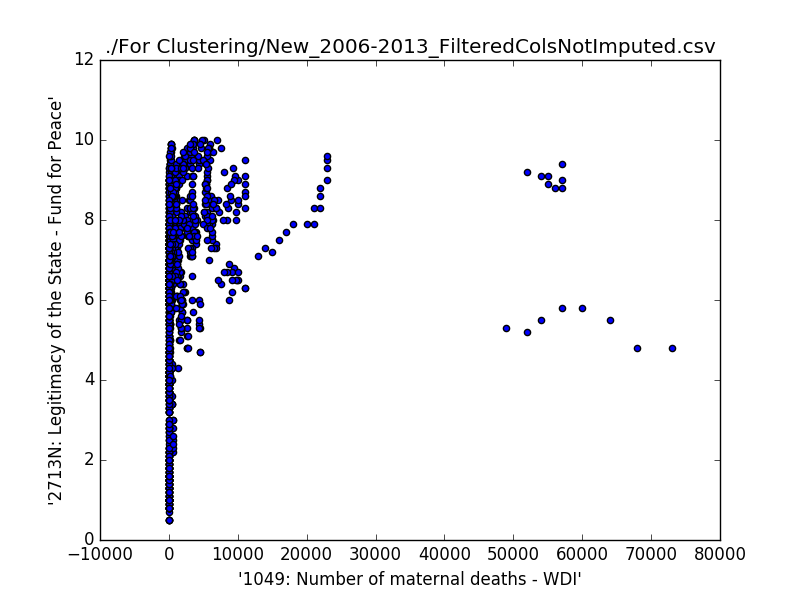 ./For Clustering/New_2006-2013_FilteredColsNotImputed.csv
12
10
8
6
4
2
0
'2713N: Legitimacy of the State - Fund for Peace'
−10000 0 10000 20000 30000 40000 50000 60000 70000 80000
'1049: Number of maternal deaths - WDI'